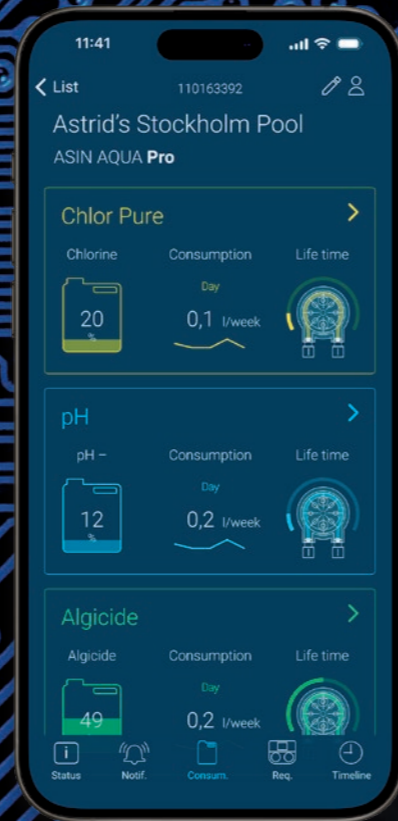 11:41
List
110163392
Astrid's Stockholm Pool
ASIN AQUA Pro
Chlor Pure
Chlorine Consumption Life time
Day
20 0,1 l/week
%
pH
pH – Consumption Life time
Day
12 0,2 l/week
%
Algicide
Algicide Consumption Life time
Day
49 0,2 l/week
Status Notif. Consum. Req. Timeline